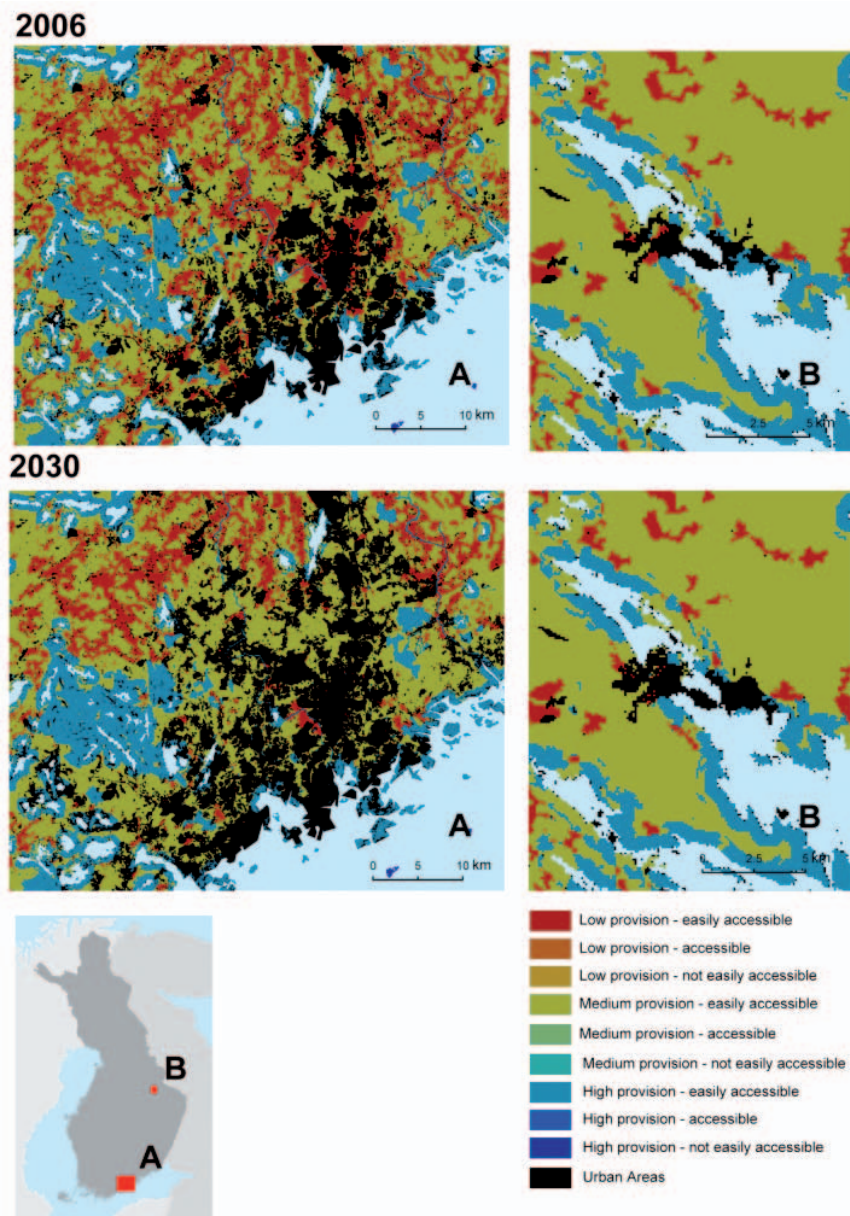 2006
A
0 5 10 km
B
0 2.5 5 km
2030
A
0 5 10 km
B
0 2.5 5 km
B
A
Low provision - easily accessible
Low provision - accessible
Low provision - not easily accessible
Medium provision - easily accessible
Medium provision - accessible
Medium provision - not easily accessible
High provision - easily accessible
High provision - accessible
High provision - not easily accessible
Urban Areas